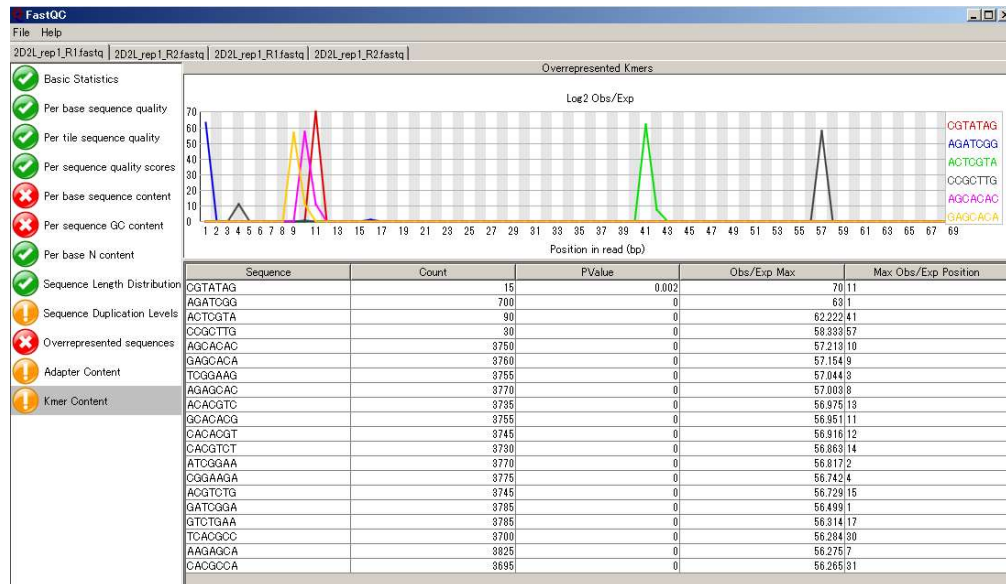 FastQC
File Help
2D2L_rep1_R1.fastq 2D2L_rep1_R2.fastq 2D2L_rep1_R1.fastq 2D2L_rep1_R2.fastq
Basic Statistics
Per base sequence quality
Per tile sequence quality
Per sequence quality scores
Per base sequence content
Per sequence GC content
Per base N content
Sequence Length Distribution
Sequence Duplication Levels
Overrepresented sequences
Adapter Content
Kmer Content
Overrepresented Kmers
Log2 Obs/Exp
70
60
50
40
30
20
10
0
CGTATAG
AGATCGG
ACTCGTA
CCGCTTG
AGCACAC
GAGCACA
1 2 3 4 5 6 7 8 9 11 13 15 17 19 21 23 25 27 29 31 33 35 37 39 41 43 45 47 49 51 53 55 57 59 61 63 65 67 69
Position in read (bp)
Sequence Count PValue Obs/Exp Max Max Obs/Exp Position
CGTATAG 15 0.002 70 11
AGATCGG 700 0 63 1
ACTCGTA 90 0 62.222 41
CCGCTTG 30 0 58.333 57
AGCACAC 3750 0 57.213 10
GAGCACA 3760 0 57.154 9
TCGGAAG 3755 0 57.044 3
AGAGCAC 3770 0 57.003 8
ACACGTC 3735 0 56.975 13
GCACACG 3755 0 56.951 11
CACACGT 3745 0 56.916 12
CACGTCT 3730 0 56.863 14
ATCGGAA 3770 0 56.817 2
CGGAAGA 3775 0 56.742 4
ACGTCTG 3745 0 56.729 15
GATCGGA 3785 0 56.499 1
GTCTGAA 3785 0 56.314 17
TCACGCC 3700 0 56.284 30
AAGAGCA 3825 0 56.275 7
CACGCCA 3695 0 56.265 31